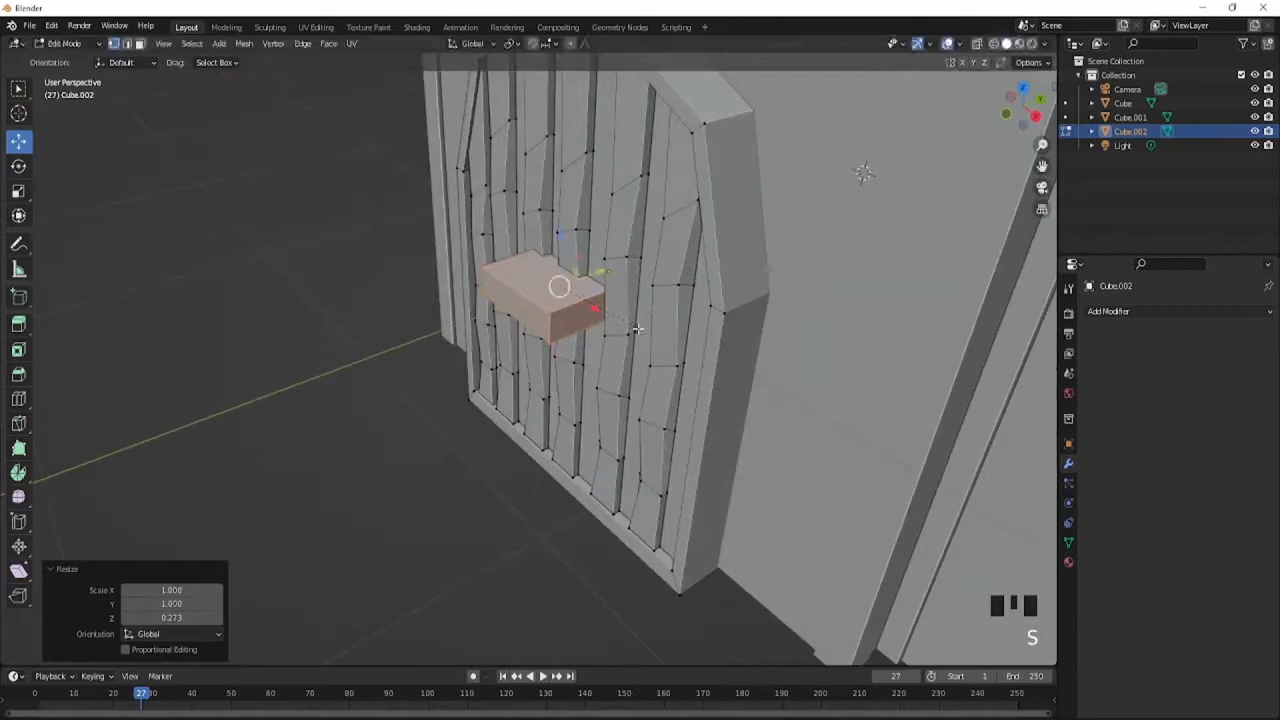 Blender
File Edit Render Window Help Layout Modeling Sculpting UV Editing Texture Paint Shading Animation Rendering Compositing Geometry Nodes Scripting + Scene ViewLayer
Edit Mode View Select Add Mesh Vertex Edge Face UV Global
Orientation: Default Drag: Select Box X Y Z Options
User Perspective
(27) Cube.002
Scene Collection
Collection
Camera
Cube
Cube.001
Cube.002
Light
Cube.002
Add Modifier
Resize
Scale X 1.000
Y 1.000
Z 0.273
Orientation Global
Proportional Editing
S
Playback Keying View Marker 27 Start 1 End 250
0 10 20 27 40 50 60 70 80 90 100 110 120 130 140 150 160 170 180 190 200 210 220 230 240 250